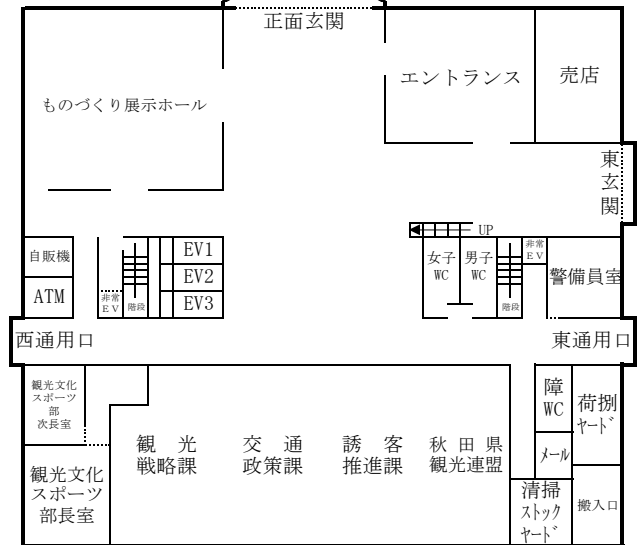 正面玄関
ものづくり展示ホール
エントランス
売店
東
玄
関
UP
自販機
ATM
非常
EV
階段
EV1
EV2
EV3
女子
WC
男子
WC
階段
非常
EV
警備員室
西通用口
東通用口
観光文化
スポーツ
部
次長室
観光文化
スポーツ
部長室
観光
戦略課
交通
政策課
誘客
推進課
秋田県
観光連盟
障
WC
メール
清掃
ストック
ヤード
荷捌
ヤード
搬入口